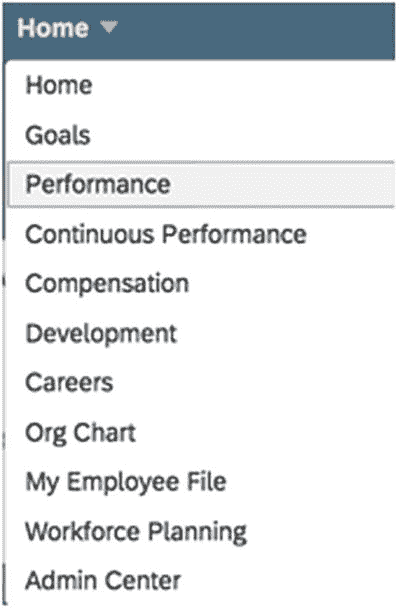 Home
Home
Goals
Performance
Continuous Performance
Compensation
Development
Careers
Org Chart
My Employee File
Workforce Planning
Admin Center